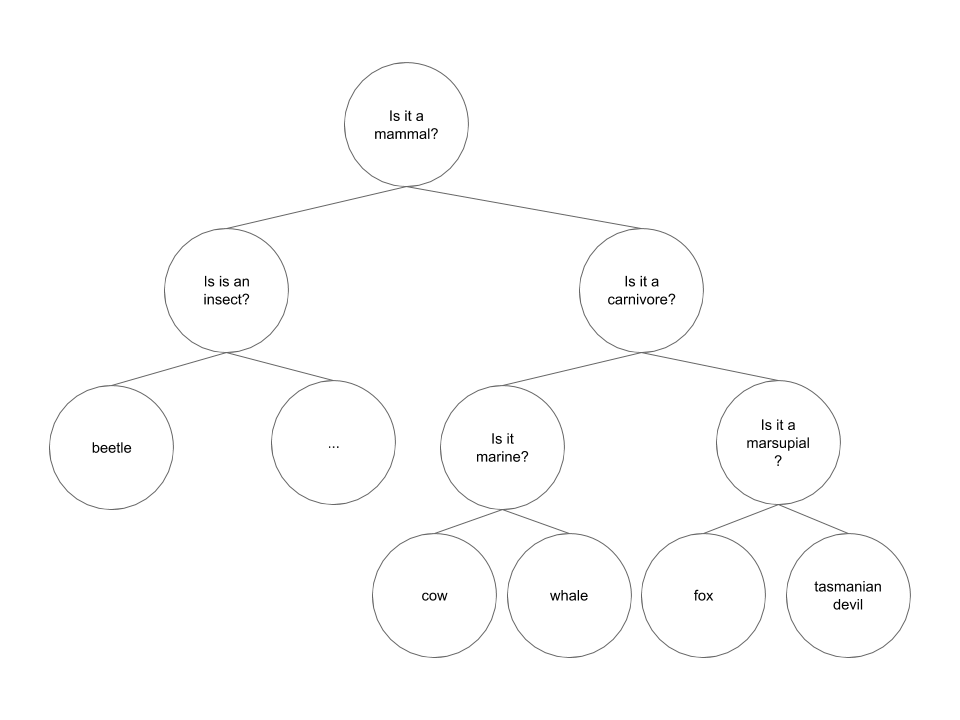 Is it a
mammal?
Is is an
insect?
Is it a
carnivore?
beetle
...
Is it
marine?
Is it a
marsupial
?
cow
whale
fox
tasmanian
devil